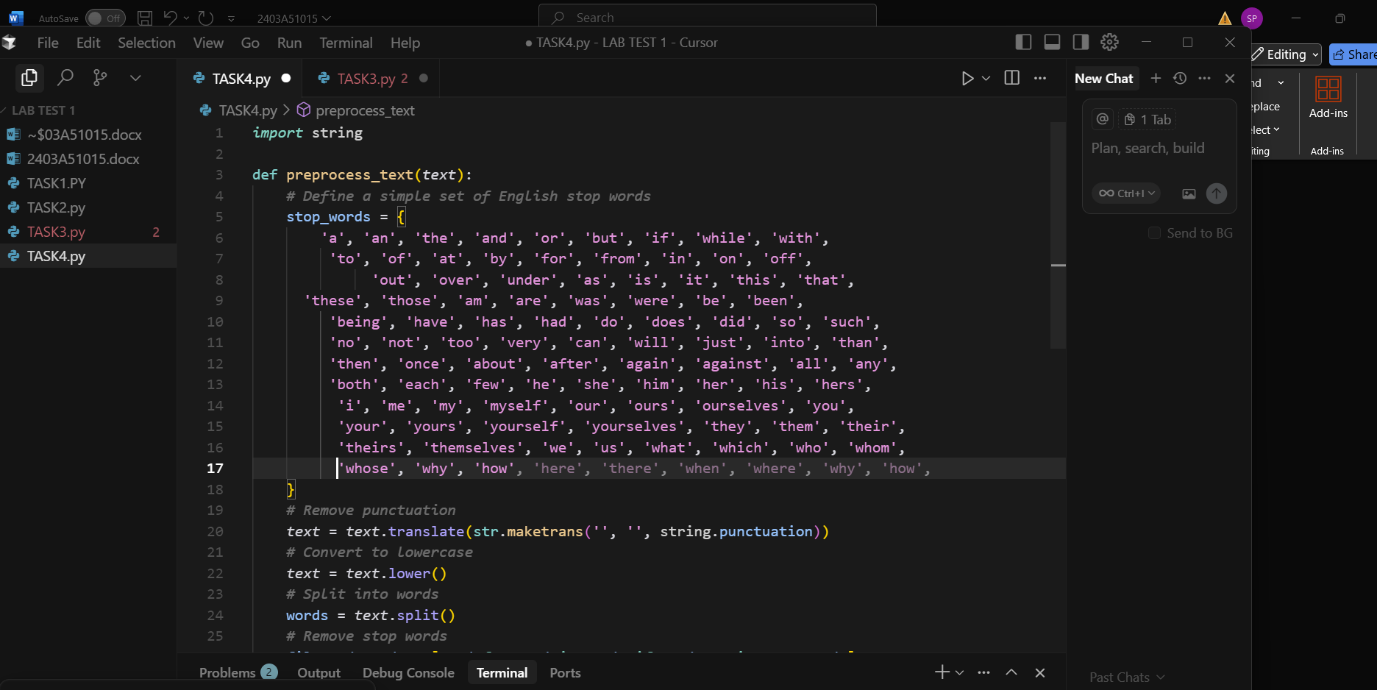 AutoSave Off 2403A51015 Search SP
File Edit Selection View Go Run Terminal Help TASK4.py - LAB TEST 1 - Cursor Editing Share
TASK4.py TASK3.py 2 New Chat
LAB TEST 1 TASK4.py > preprocess_text Add-ins
~$03A51015.docx
2403A51015.docx
TASK1.PY
TASK2.py
TASK3.py 2
TASK4.py
1 import string
2
3 def preprocess_text(text):
4 # Define a simple set of English stop words
5 stop_words = {
6 'a', 'an', 'the', 'and', 'or', 'but', 'if', 'while', 'with',
7 'to', 'of', 'at', 'by', 'for', 'from', 'in', 'on', 'off',
8 'out', 'over', 'under', 'as', 'is', 'it', 'this', 'that',
9 'these', 'those', 'am', 'are', 'was', 'were', 'be', 'been',
10 'being', 'have', 'has', 'had', 'do', 'does', 'did', 'so', 'such',
11 'no', 'not', 'too', 'very', 'can', 'will', 'just', 'into', 'than',
12 'then', 'once', 'about', 'after', 'again', 'against', 'all', 'any',
13 'both', 'each', 'few', 'he', 'she', 'him', 'her', 'his', 'hers',
14 'i', 'me', 'my', 'myself', 'our', 'ours', 'ourselves', 'you',
15 'your', 'yours', 'yourself', 'yourselves', 'they', 'them', 'their',
16 'theirs', 'themselves', 'we', 'us', 'what', 'which', 'who', 'whom',
17 'whose', 'why', 'how', 'here', 'there', 'when', 'where', 'why', 'how',
18 }
19 # Remove punctuation
20 text = text.translate(str.maketrans('', '', string.punctuation))
21 # Convert to lowercase
22 text = text.lower()
23 # Split into words
24 words = text.split()
25 # Remove stop words
@ 1 Tab
Plan, search, build
∞ Ctrl+I
Send to BG
Past Chats
nd
place
lect
ting
Add-ins
Problems 2 Output Debug Console Terminal Ports